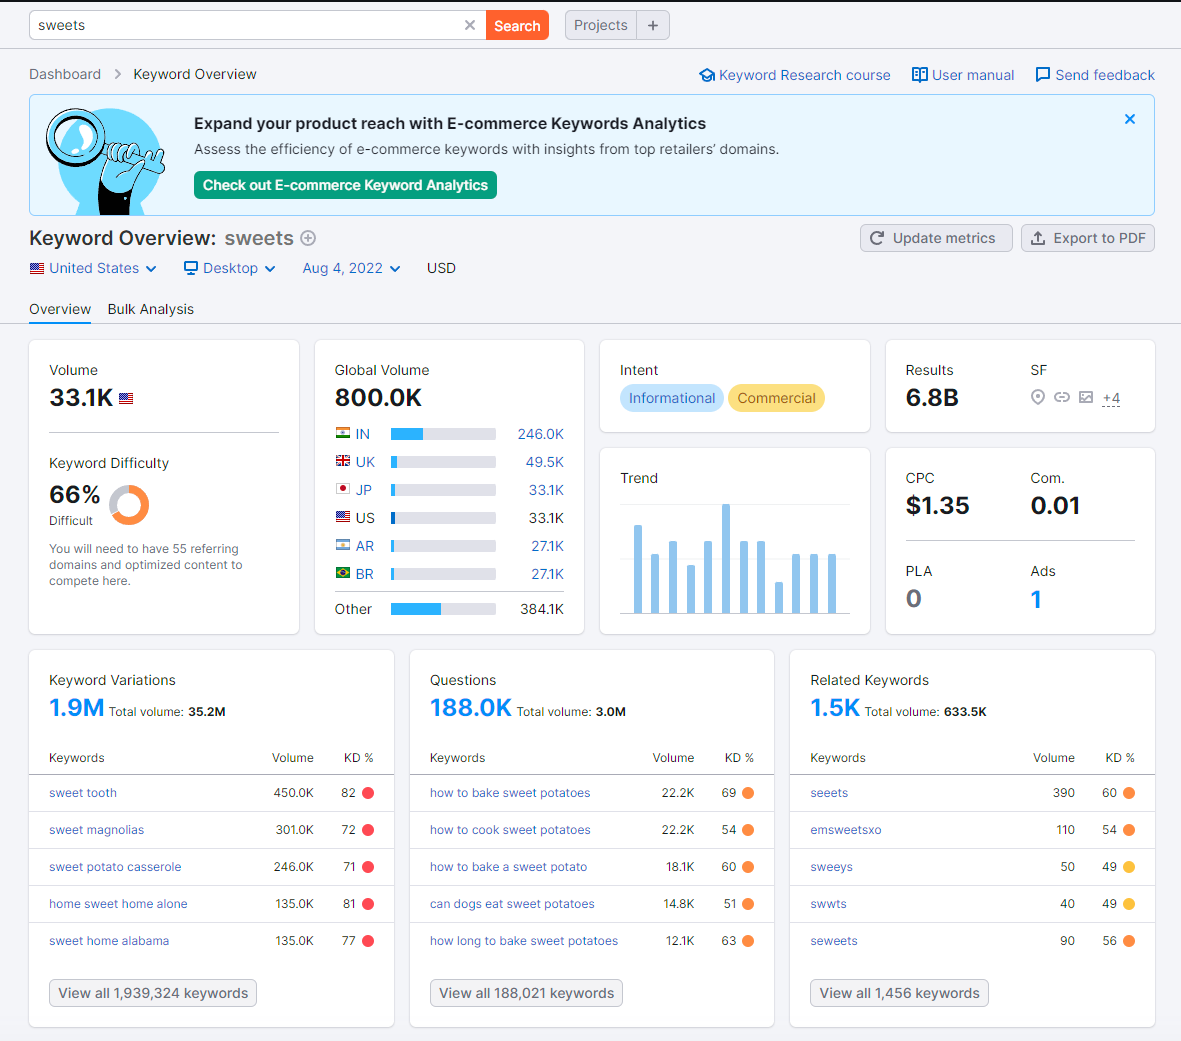 sweets
Search
Projects
Dashboard
Keyword Overview
Keyword Research course
User manual
Send feedback
Expand your product reach with E-commerce Keywords Analytics
Assess the efficiency of e-commerce keywords with insights from top retailers' domains.
Check out E-commerce Keyword Analytics
Keyword Overview: sweets
Update metrics
Export to PDF
United States
Desktop
Aug 4, 2022
USD
Overview
Bulk Analysis
Volume
33.1K
Keyword Difficulty
66%
Difficult
You will need to have 55 referring
domains and optimized content to
compete here.
Global Volume
800.0K
IN 246.0K
UK 49.5K
JP 33.1K
US 33.1K
AR 27.1K
BR 27.1K
Other 384.1K
Intent
Informational
Commercial
Trend
Results
6.8B
SF
+4
CPC
$1.35
Com.
0.01
PLA
0
Ads
1
Keyword Variations
1.9M Total volume: 35.2M
Keywords Volume KD %
sweet tooth 450.0K 82
sweet magnolias 301.0K 72
sweet potato casserole 246.0K 71
home sweet home alone 135.0K 81
sweet home alabama 135.0K 77
View all 1,939,324 keywords
Questions
188.0K Total volume: 3.0M
Keywords Volume KD %
how to bake sweet potatoes 22.2K 69
how to cook sweet potatoes 22.2K 54
how to bake a sweet potato 18.1K 60
can dogs eat sweet potatoes 14.8K 51
how long to bake sweet potatoes 12.1K 63
View all 188,021 keywords
Related Keywords
1.5K Total volume: 633.5K
Keywords Volume KD %
seeets 390 60
emsweetsxo 110 54
sweeys 50 49
swwts 40 49
seweets 90 56
View all 1,456 keywords